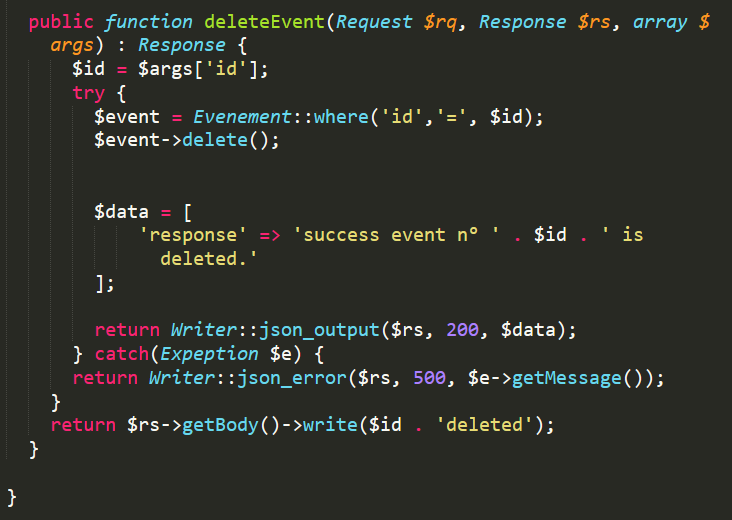 public function deleteEvent(Request $rq, Response $rs, array $
args) : Response {
$id = $args['id'];
try {
$event = Evenement::where('id','=', $id);
$event->delete();
$data = [
'response' => 'success event n° ' . $id . ' is
deleted.'
];
return Writer::json_output($rs, 200, $data);
} catch(Expeption $e) {
return Writer::json_error($rs, 500, $e->getMessage());
}
return $rs->getBody()->write($id . 'deleted');
}
}